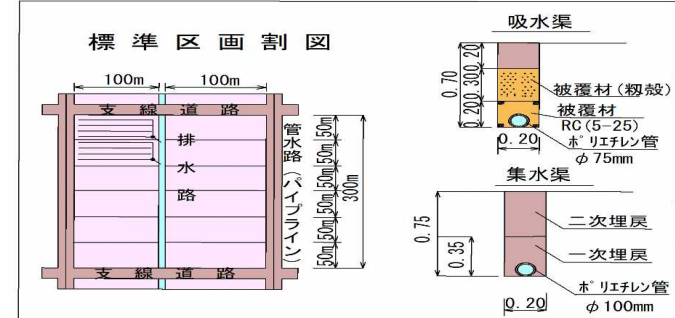 標準区画割図
100m
100m
支線道路
排水路
管水路(パイプライン)
50m
50m
50m
50m
50m
50m
300m
支線道路
吸水渠
0.70
0.20
0.30
0.20
被覆材(籾殻)
被覆材
RC(5-25)
ポリエチレン管
φ75mm
0.20
集水渠
0.75
0.35
二次埋戻
一次埋戻
ポリエチレン管
φ100mm
0.20